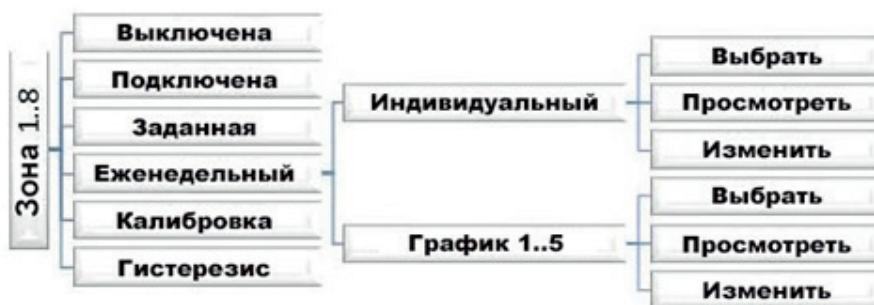 Зона 1..8
Выключена
Подключена
Заданная
Еженедельный
Калибровка
Гистерезис
Индивидуальный
Выбрать
Просмотреть
Изменить
График 1..5
Выбрать
Просмотреть
Изменить